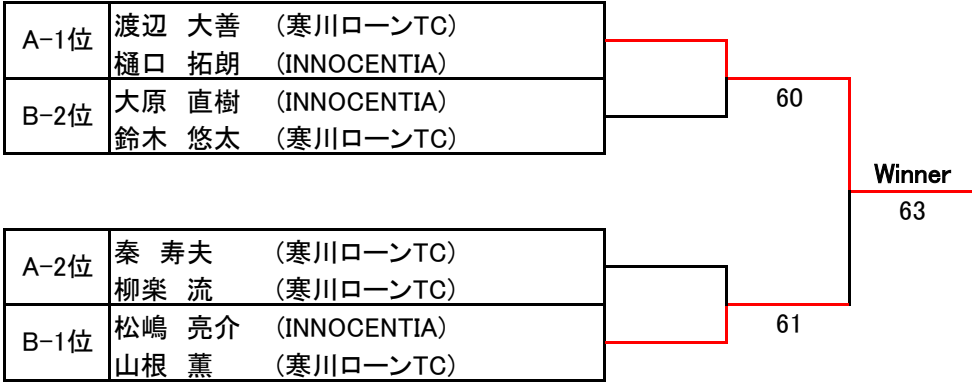 A-1位 渡辺　大善　（寒川ローンTC）
樋口　拓朗　（INNOCENTIA）
B-2位 大原　直樹　（INNOCENTIA）
鈴木　悠太　（寒川ローンTC）
60
Winner
63
A-2位 秦　寿夫　（寒川ローンTC）
柳楽　流　（寒川ローンTC）
B-1位 松嶋　亮介　（INNOCENTIA）
山根　薫　（寒川ローンTC）
61